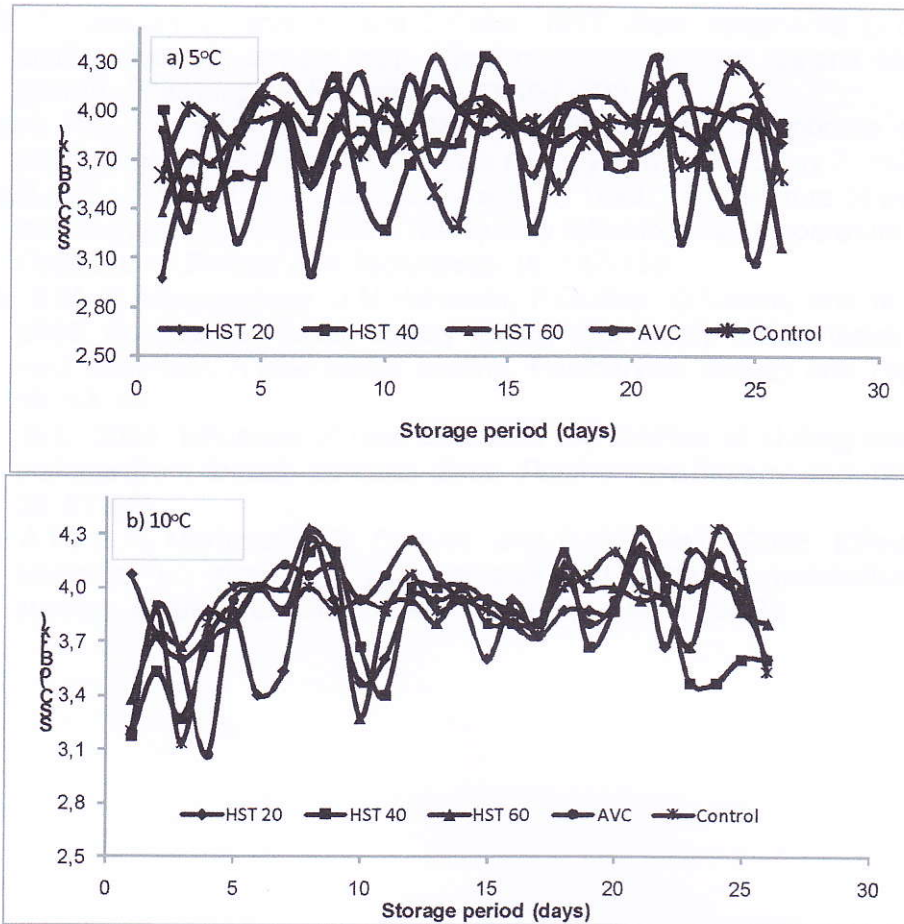 a) 5°C
4,30
4,00
3,70
3,40
3,10
2,80
2,50
HST 20 HST 40 HST 60 AVC Control
0 5 10 15 20 25 30
Storage period (days)
b) 10°C
4,3
4,0
3,7
3,4
3,1
2,8
2,5
HST 20 HST 40 HST 60 AVC Control
0 5 10 15 20 25 30
Storage period (days)